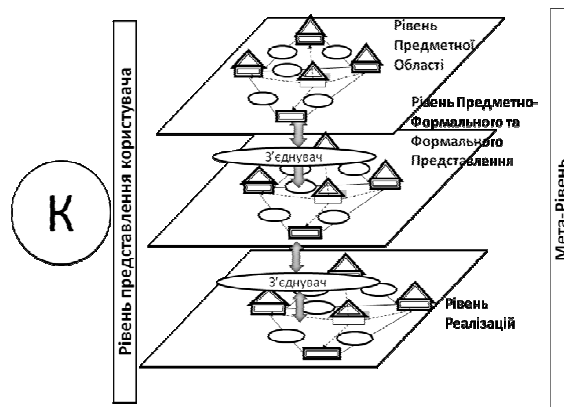 К
Рівень представлення користувача
Рівень
Предметної
Області
Рівень Предметно-
Формального та
Формального
Представлення
З'єднувач
З'єднувач
Рівень
Реалізацій
Мета-Рівень